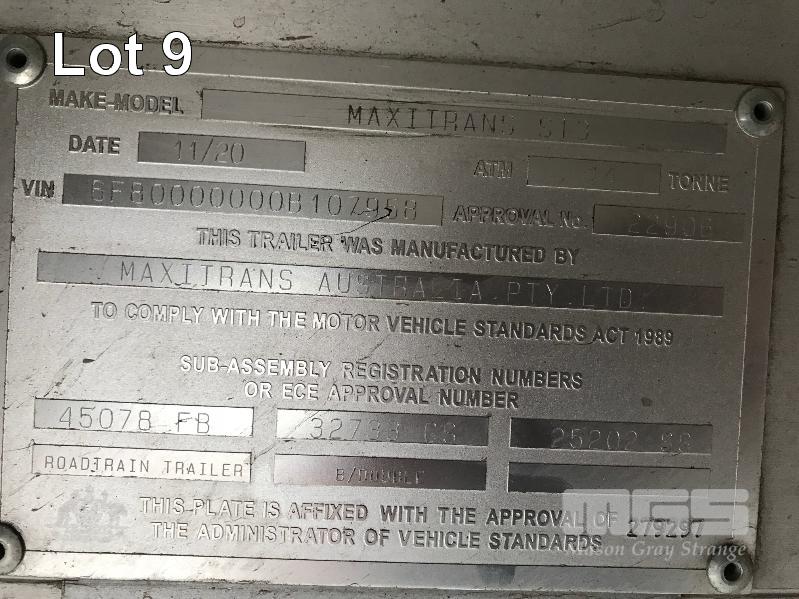 Lot 9
MAKE-MODEL MAXITRANS ST3
DATE 11/20 ATM TONNE
VIN APPROVAL No.
THIS TRAILER WAS MANUFACTURED BY
MAXITRANS AUSTRALIA PTY.LTD.
TO COMPLY WITH THE MOTOR VEHICLE STANDARDS ACT 1989
SUB-ASSEMBLY REGISTRATION NUMBERS
OR ECE APPROVAL NUMBER
45078 FB
ROADTRAIN TRAILER B/DOUBLE
THIS PLATE IS AFFIXED WITH THE APPROVAL OF 279297
THE ADMINISTRATOR OF VEHICLE STANDARDS
MGS
Mason Gray Strange